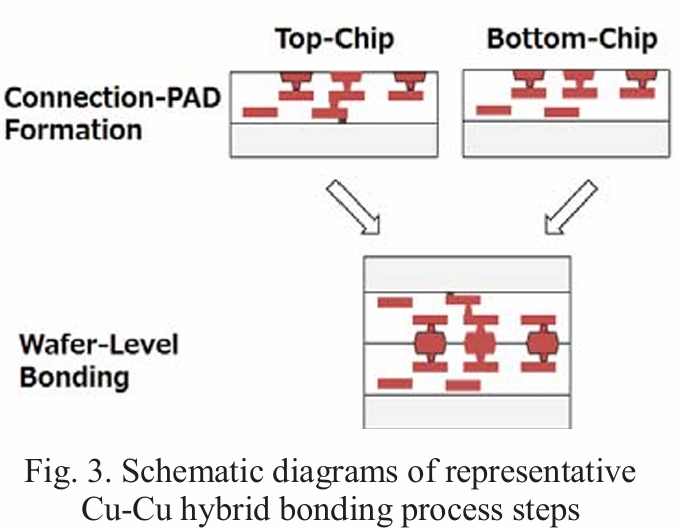 Top-Chip
Bottom-Chip
Connection-PAD
Formation
Wafer-Level
Bonding
Fig. 3. Schematic diagrams of representative
Cu-Cu hybrid bonding process steps